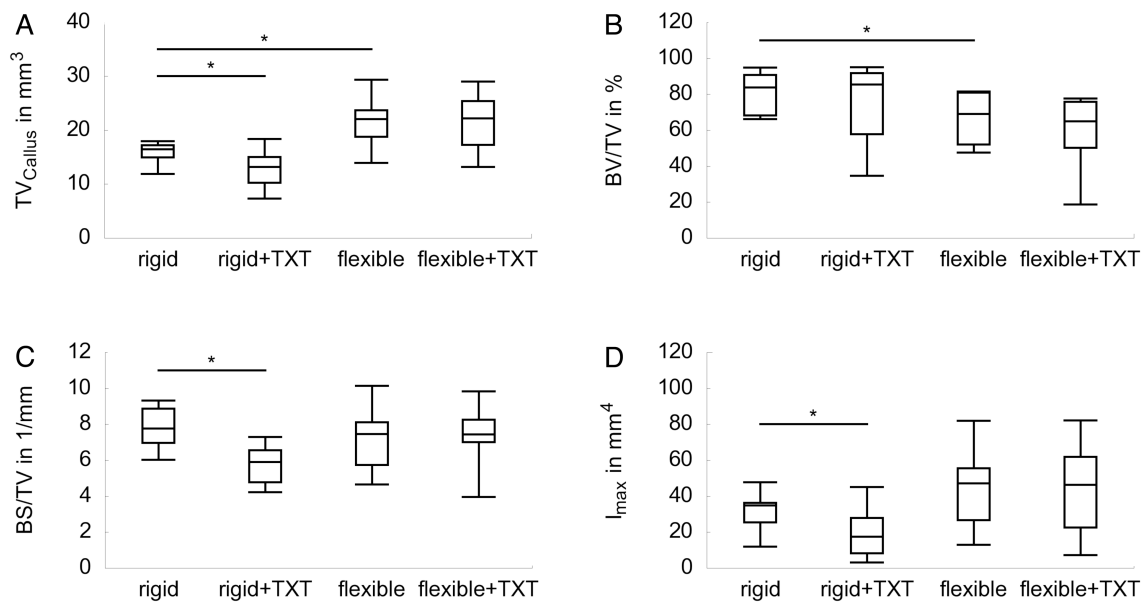 A
TVCallus in mm3
40
30
20
10
0
*
*
rigid rigid+TXT flexible flexible+TXT
B
BV/TV in %
120
100
80
60
40
20
0
*
rigid rigid+TXT flexible flexible+TXT
C
BS/TV in 1/mm
12
10
8
6
4
2
0
*
rigid rigid+TXT flexible flexible+TXT
D
Imax in mm4
120
100
80
60
40
20
0
*
rigid rigid+TXT flexible flexible+TXT